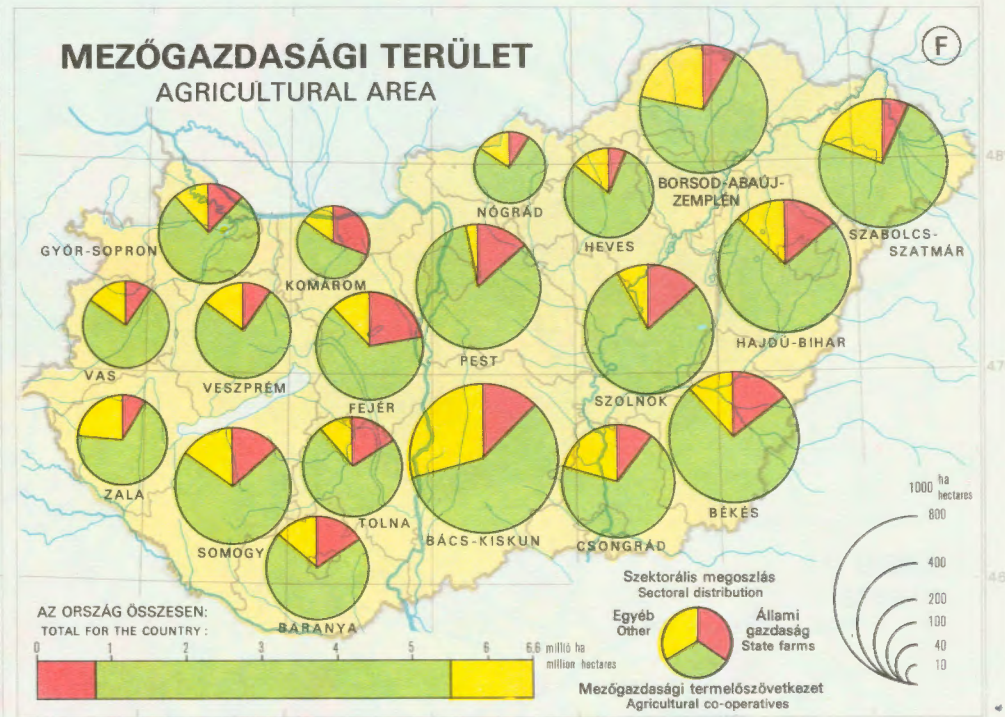 MEZŐGAZDASÁGI TERÜLET
AGRICULTURAL AREA
F
NÓGRÁD
HEVES
BORSOD-ABAÚJ-
ZEMPLÉN
SZABOLCS-
SZATMÁR
GYŐR-SOPRON
KOMÁROM
PEST
HAJDÚ-BIHAR
VAS
VESZPRÉM
FEJÉR
SZOLNOK
ZALA
SOMOGY
TOLNA
BÁCS-KISKUN
CSONGRÁD
BÉKÉS
BARANYA
48
47
46
AZ ORSZÁG ÖSSZESEN:
TOTAL FOR THE COUNTRY:
0 1 2 3 4 5 6 6,6 millió ha
million hectares
Szektorális megoszlás
Sectoral distribution
Egyéb
Other
Állami
gazdaság
State farms
Mezőgazdasági termelőszövetkezet
Agricultural co-operatives
1000 ha
hectares
800
400
200
100
40
10